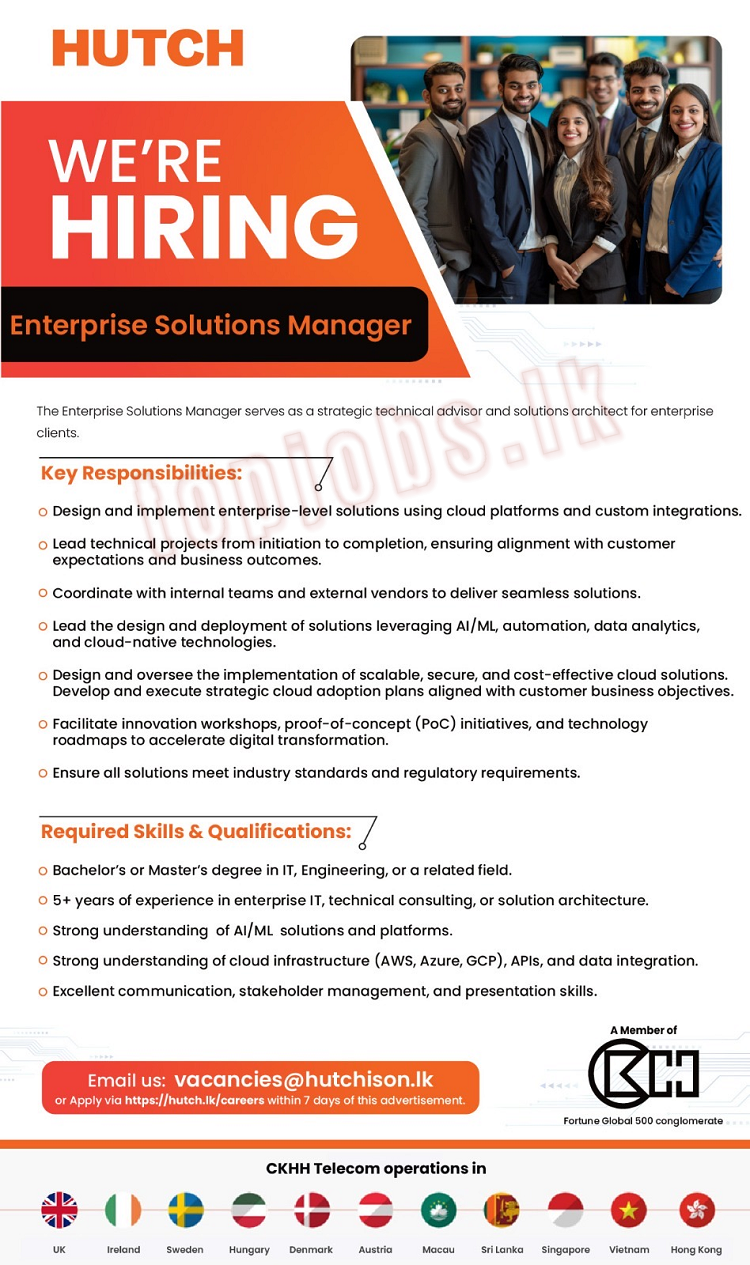 HUTCH
WE'RE
HIRING
Enterprise Solutions Manager
The Enterprise Solutions Manager serves as a strategic technical advisor and solutions architect for enterprise
clients.
topjobs.lk
Key Responsibilities:
Design and implement enterprise-level solutions using cloud platforms and custom integrations.
Lead technical projects from initiation to completion, ensuring alignment with customer
expectations and business outcomes.
Coordinate with internal teams and external vendors to deliver seamless solutions.
Lead the design and deployment of solutions leveraging AI/ML, automation, data analytics,
and cloud-native technologies.
Design and oversee the implementation of scalable, secure, and cost-effective cloud solutions.
Develop and execute strategic cloud adoption plans aligned with customer business objectives.
Facilitate innovation workshops, proof-of-concept (PoC) initiatives, and technology
roadmaps to accelerate digital transformation.
Ensure all solutions meet industry standards and regulatory requirements.
Required Skills & Qualifications:
Bachelor's or Master's degree in IT, Engineering, or a related field.
5+ years of experience in enterprise IT, technical consulting, or solution architecture.
Strong understanding  of AI/ML  solutions and platforms.
Strong understanding of cloud infrastructure (AWS, Azure, GCP), APIs, and data integration.
Excellent communication, stakeholder management, and presentation skills.
A Member of
CKHH
Fortune Global 500 conglomerate
Email us:  vacancies@hutchison.lk
or Apply via https://hutch.lk/careers within 7 days of this advertisement.
CKHH Telecom operations in
UK Ireland Sweden Hungary Denmark Austria Macau Sri Lanka Singapore Vietnam Hong Kong